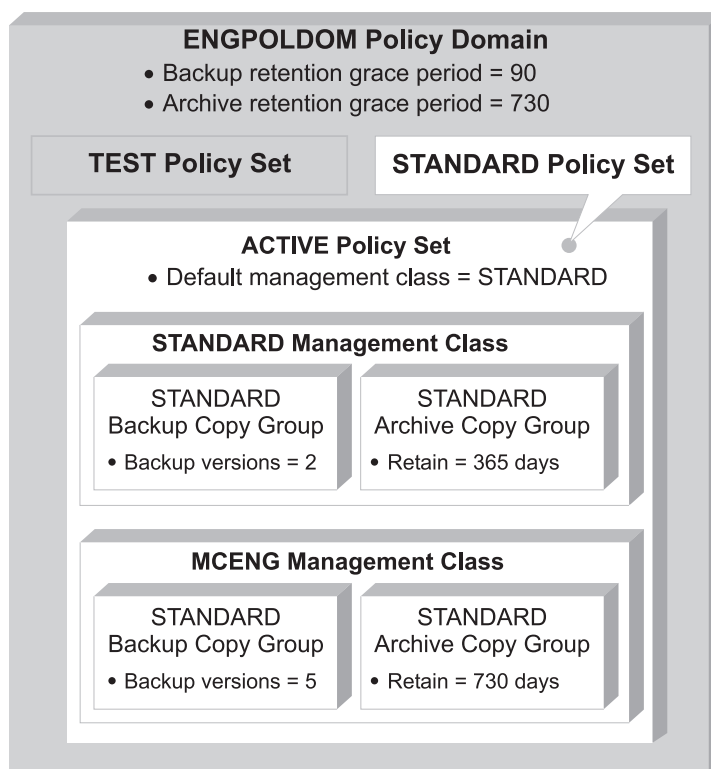 ENGPOLDOM Policy Domain
• Backup retention grace period = 90
• Archive retention grace period = 730
TEST Policy Set
STANDARD Policy Set
ACTIVE Policy Set
• Default management class = STANDARD
STANDARD Management Class
STANDARD
Backup Copy Group
• Backup versions = 2
STANDARD
Archive Copy Group
• Retain = 365 days
MCENG Management Class
STANDARD
Backup Copy Group
• Backup versions = 5
STANDARD
Archive Copy Group
• Retain = 730 days